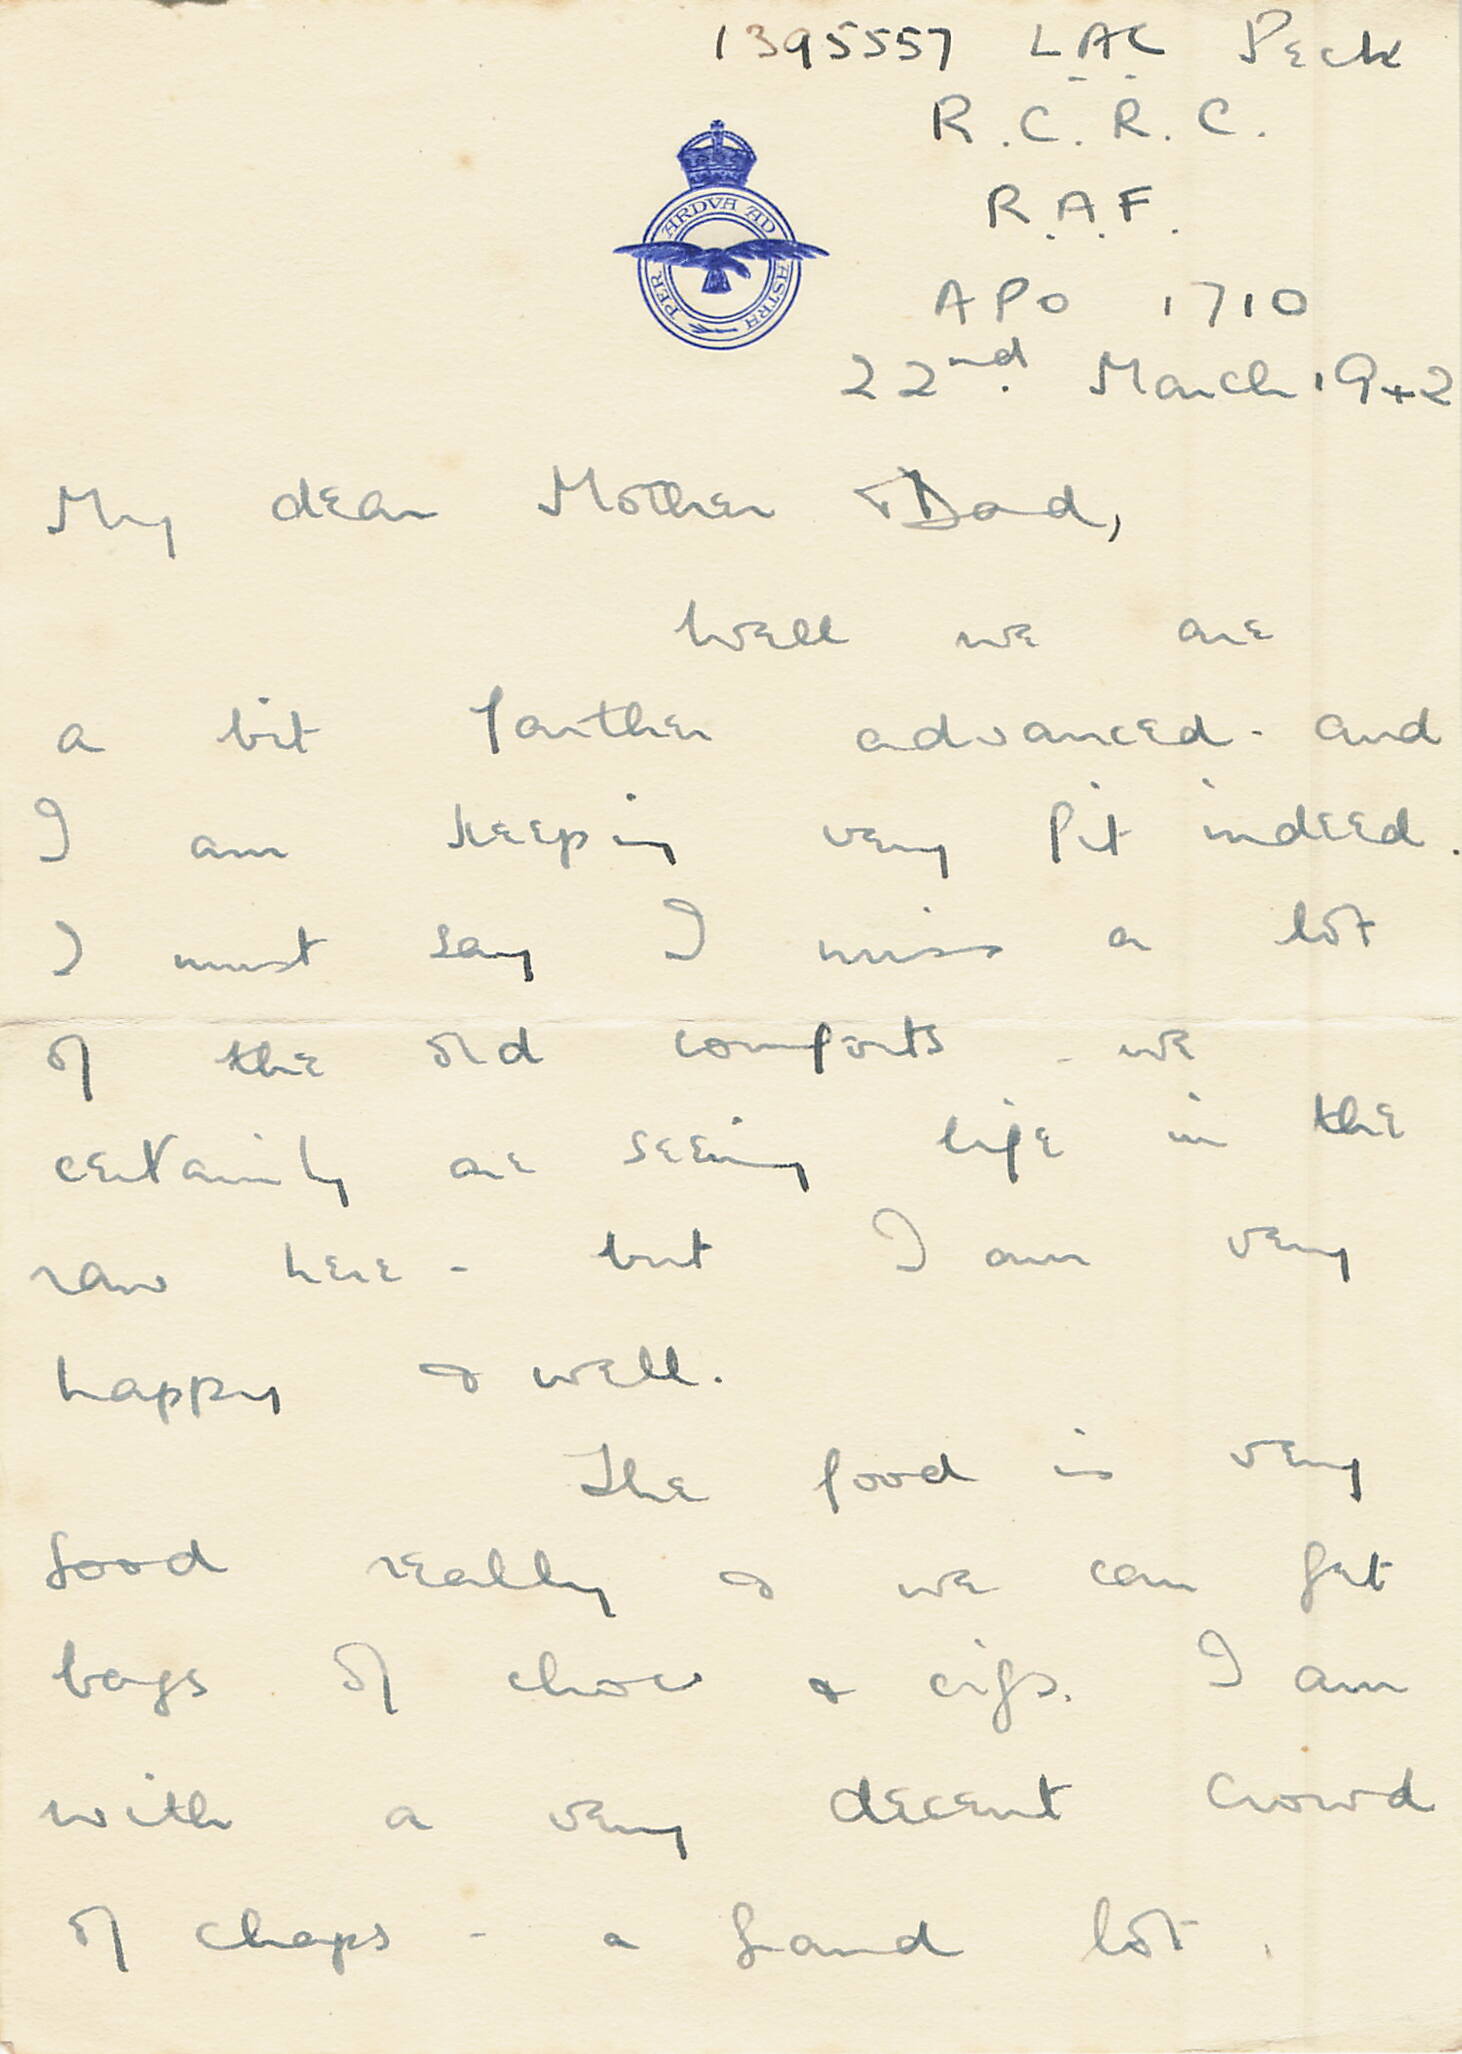 1395557 LAC Peck
R.C.R.C.
R.A.F.
APO 1710
22nd. March 1942
PER ARDVA AD ASTRA
My dear Mother & Dad,
Well we are
a bit farther advanced - and
I am keeping very fit indeed.
I must say I miss a lot
of the old comforts - we
certainly are seeing life in the
raw here - but I am very
happy & well.
The food is very
good really & we can get
bags of choc & cigs. I am
with a very decent crowd
of chaps - a grand lot.